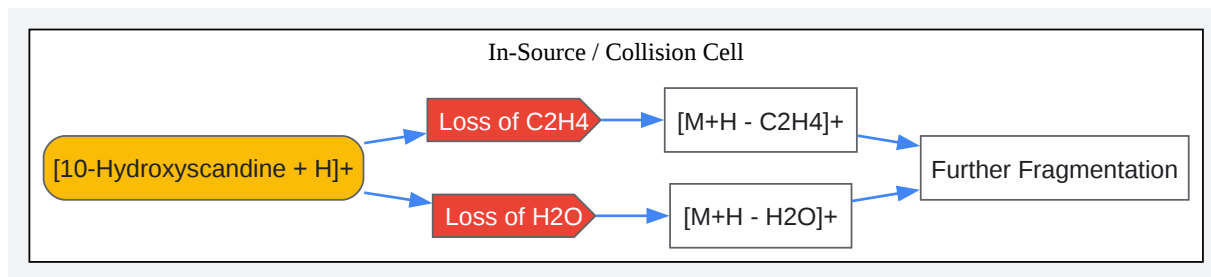 In-Source / Collision Cell
Loss of C2H4
[M+H - C2H4]+
[10-Hydroxyscandine + H]+
Further Fragmentation
Loss of H2O
[M+H - H2O]+